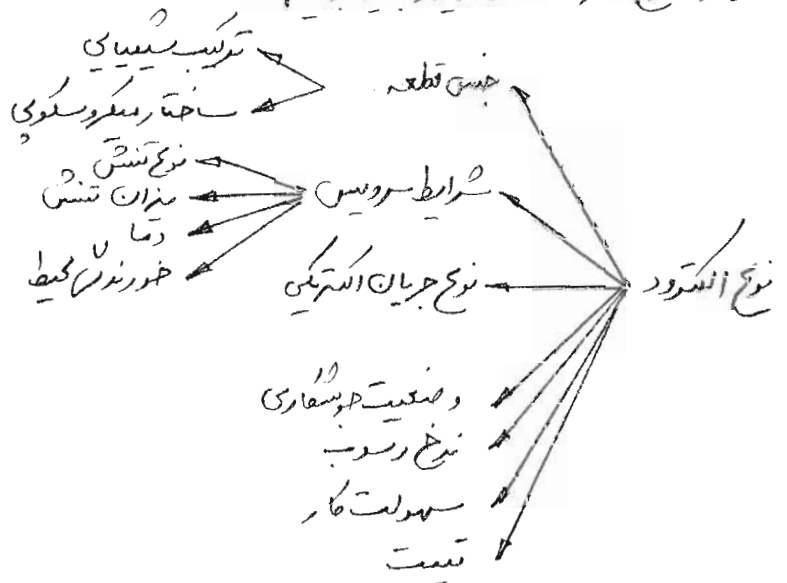 نوع الکترود
جنس قطعه
ترکیب شیمیایی
ساختار میکروسکوپی
شرایط سرویس
نوع تنش
میزان تنش
دما
خورندگی محیط
نوع جریان الکتریکی
وضعیت جوشکاری
نرخ رسوب
سهولت کار
قیمت